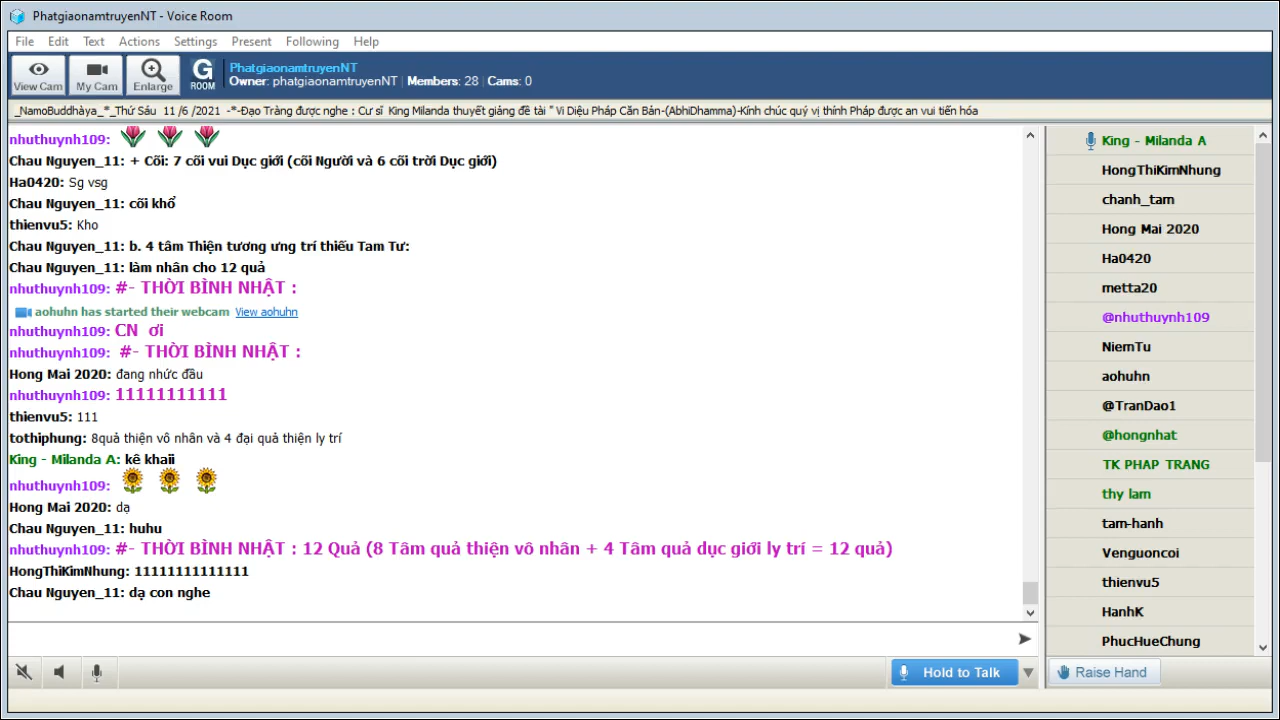 PhatgiaonamtruyenNT - Voice Room
File Edit Text Actions Settings Present Following Help
View Cam
My Cam
Enlarge
G
ROOM
PhatgiaonamtruyenNT
Owner: phatgiaonamtruyenNT | Members: 28 | Cams: 0
_NamoBuddhàya_*_Thứ Sáu 11 /6 /2021 -*-Đạo Tràng được nghe : Cư sĩ King Milanda thuyết giảng đề tài " Vi Diệu Pháp Căn Bản-(AbhiDhamma)-Kính chúc quý vị thính Pháp được an vui tiến hóa
nhuthuynh109:
Chau Nguyen_11: + Cõi: 7 cõi vui Dục giới (cõi Người và 6 cõi trời Dục giới)
Ha0420: Sg vsg
Chau Nguyen_11: cõi khổ
thienvu5: Kho
Chau Nguyen_11: b. 4 tâm Thiện tương ưng trí thiếu Tam Tư:
Chau Nguyen_11: làm nhân cho 12 quả
nhuthuynh109: #- THỜI BÌNH NHẬT :
aohuhn has started their webcam View aohuhn
nhuthuynh109: CN ơi
nhuthuynh109: #- THỜI BÌNH NHẬT :
Hong Mai 2020: đang nhức đầu
nhuthuynh109: 11111111111
thienvu5: 111
tothiphung: 8quả thiện vô nhân và 4 đại quả thiện ly trí
King - Milanda A: kê khaii
nhuthuynh109:
Hong Mai 2020: dạ
Chau Nguyen_11: huhu
nhuthuynh109: #- THỜI BÌNH NHẬT : 12 Quả (8 Tâm quả thiện vô nhân + 4 Tâm quả dục giới ly trí = 12 quả)
HongThiKimNhung: 11111111111111
Chau Nguyen_11: dạ con nghe
King - Milanda A
HongThiKimNhung
chanh_tam
Hong Mai 2020
Ha0420
metta20
@nhuthuynh109
NiemTu
aohuhn
@TranDao1
@hongnhat
TK PHAP TRANG
thy lam
tam-hanh
Venguoncoi
thienvu5
HanhK
PhucHueChung
Hold to Talk
Raise Hand